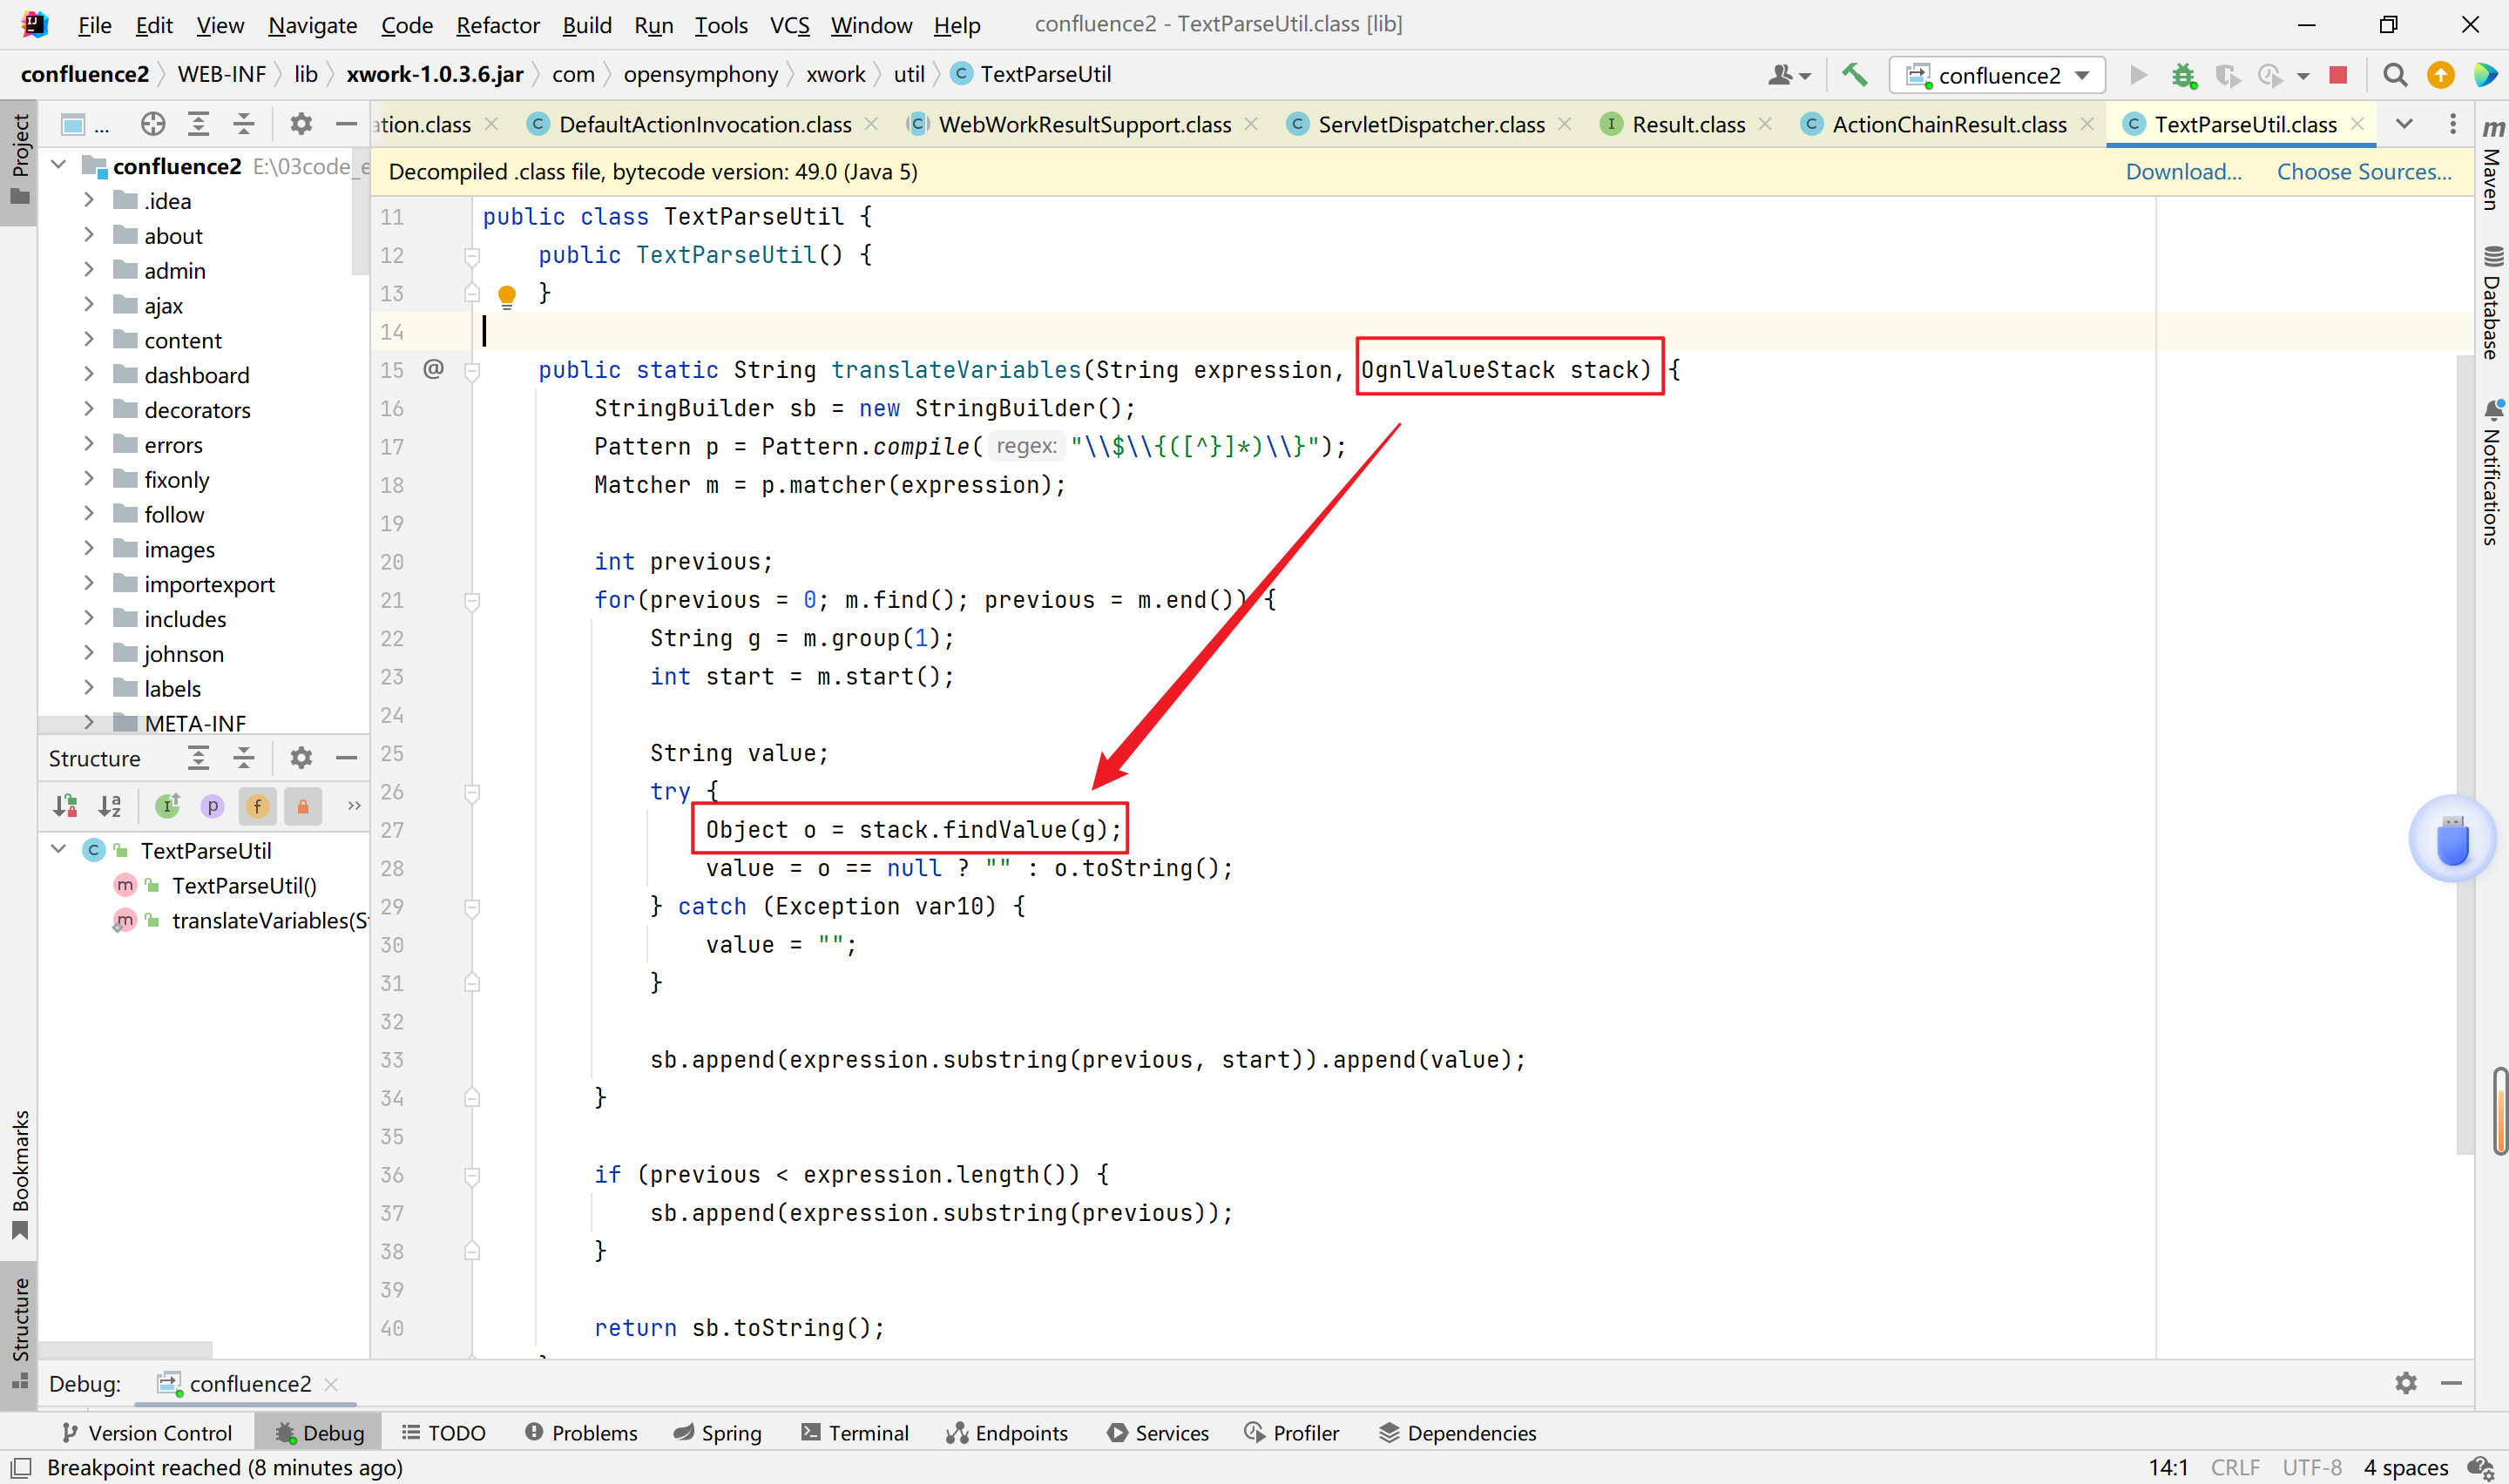 File Edit View Navigate Code Refactor Build Run Tools VCS Window Help confluence2 - TextParseUtil.class [lib]
confluence2 WEB-INF lib xwork-1.0.3.6.jar com opensymphony xwork util TextParseUtil confluence2
... ation.class DefaultActionInvocation.class WebWorkResultSupport.class ServletDispatcher.class Result.class ActionChainResult.class TextParseUtil.class
Decompiled .class file, bytecode version: 49.0 (Java 5) Download... Choose Sources...
Project
confluence2 E:\03code_e
.idea
about
admin
ajax
content
dashboard
decorators
errors
fixonly
follow
images
importexport
includes
johnson
labels
META-INF
Structure
TextParseUtil
TextParseUtil()
translateVariables(St
Bookmarks
Structure
11 public class TextParseUtil {
12 public TextParseUtil() {
13 }
14
15 @ public static String translateVariables(String expression, OgnlValueStack stack) {
16 StringBuilder sb = new StringBuilder();
17 Pattern p = Pattern.compile( regex: "\\$\\{([^}]*)\\}");
18 Matcher m = p.matcher(expression);
19
20 int previous;
21 for(previous = 0; m.find(); previous = m.end()) {
22 String g = m.group(1);
23 int start = m.start();
24
25 String value;
26 try {
27 Object o = stack.findValue(g);
28 value = o == null ? "" : o.toString();
29 } catch (Exception var10) {
30 value = "";
31 }
32
33 sb.append(expression.substring(previous, start)).append(value);
34 }
35
36 if (previous < expression.length()) {
37 sb.append(expression.substring(previous));
38 }
39
40 return sb.toString();
Maven
Database
Notifications
Debug: confluence2
Version Control Debug TODO Problems Spring Terminal Endpoints Services Profiler Dependencies
Breakpoint reached (8 minutes ago) 14:1 CRLF UTF-8 4 spaces